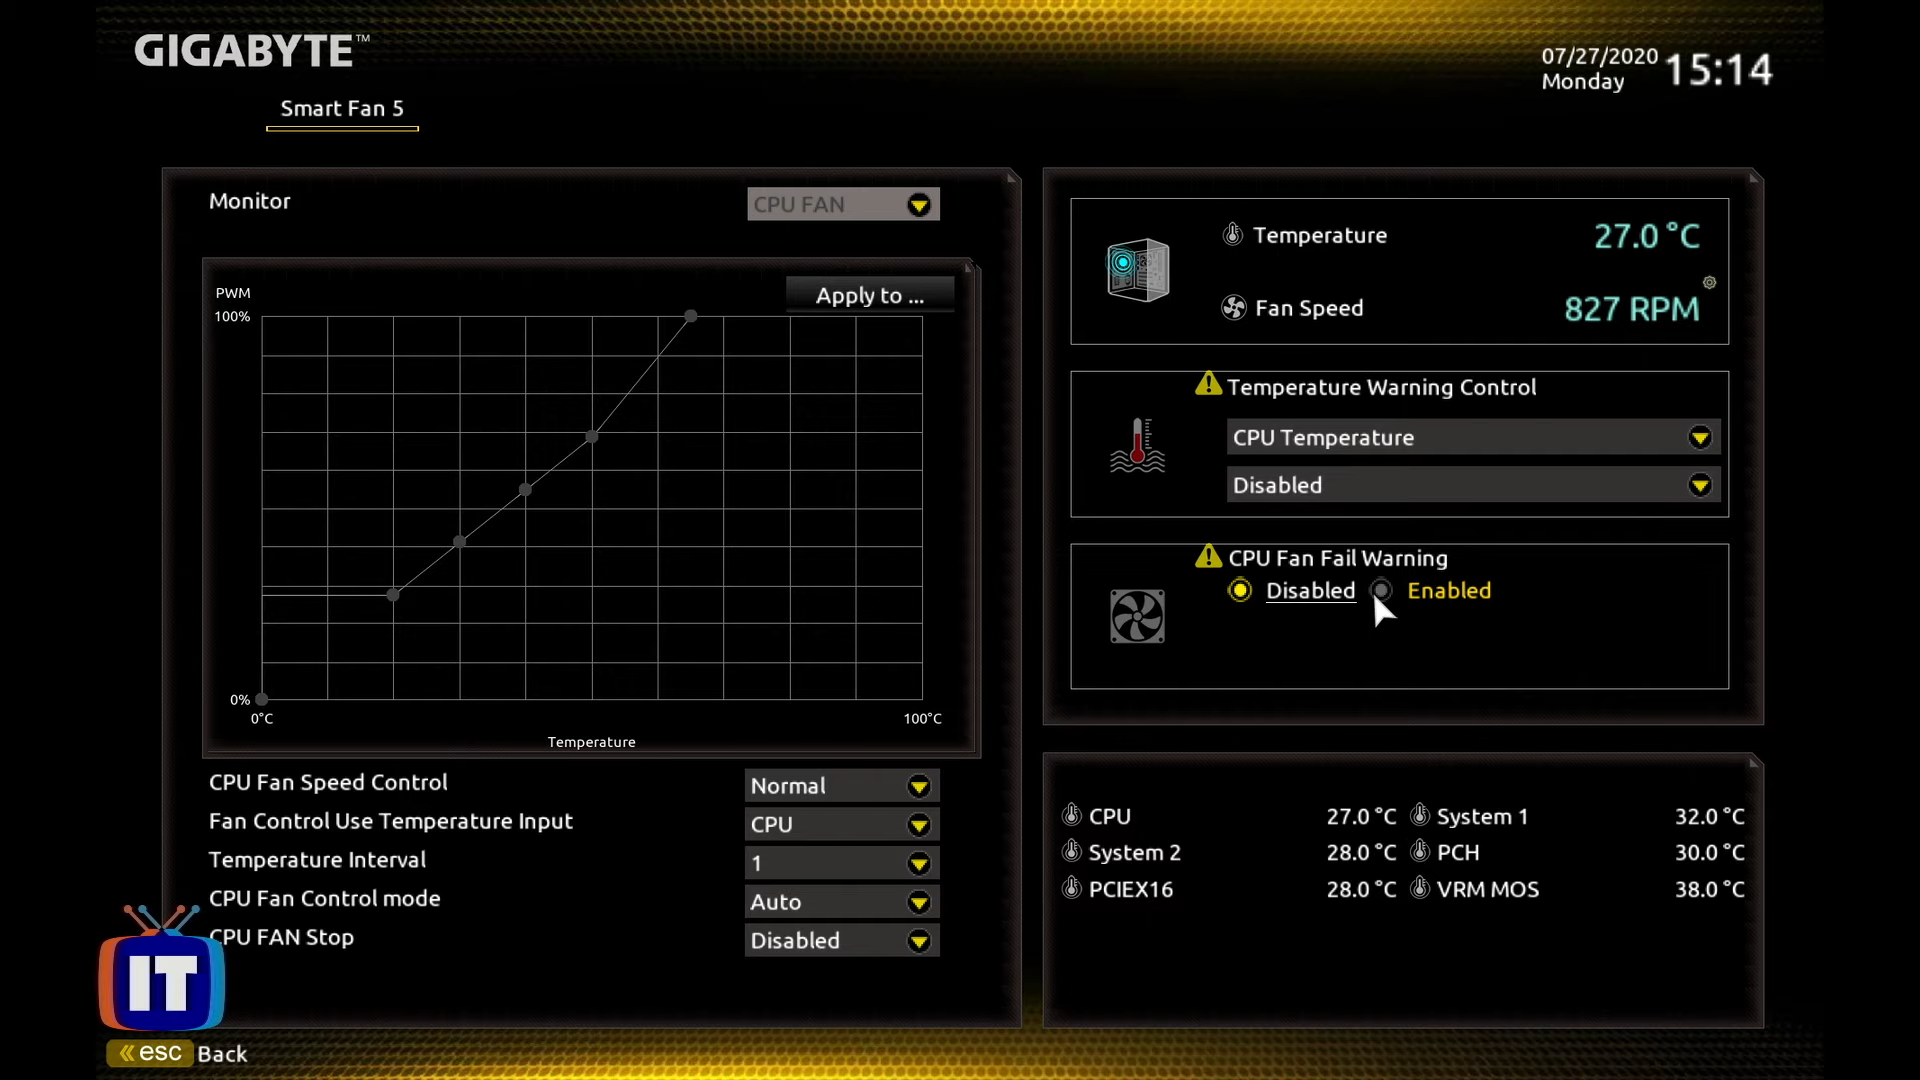 GIGABYTE™
07/27/2020
Monday
15:14
Smart Fan 5
Monitor
CPU FAN
PWM
Apply to ...
100%
0%
0°C
100°C
Temperature
CPU Fan Speed Control
Normal
Fan Control Use Temperature Input
CPU
Temperature Interval
1
CPU Fan Control mode
Auto
CPU FAN Stop
Disabled
Temperature
27.0 °C
Fan Speed
827 RPM
Temperature Warning Control
CPU Temperature
Disabled
CPU Fan Fail Warning
Disabled
Enabled
CPU 27.0 °C System 1 32.0 °C
System 2 28.0 °C PCH 30.0 °C
PCIEX16 28.0 °C VRM MOS 38.0 °C
IT
esc Back